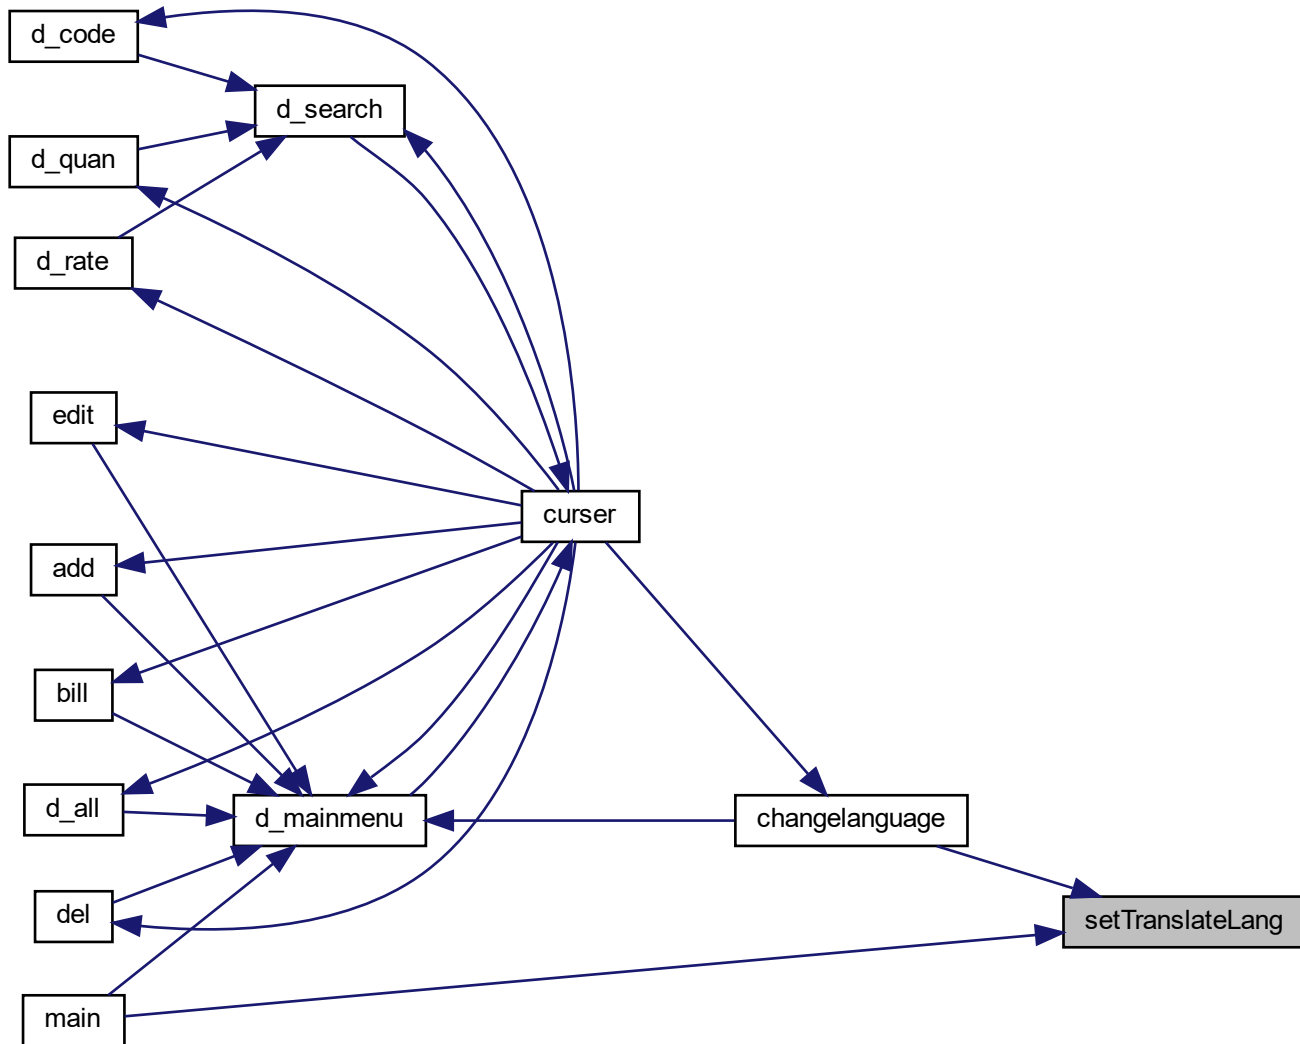 d_code
d_search
d_quan
d_rate
edit
curser
add
bill
d_all
d_mainmenu
changelanguage
del
setTranslateLang
main